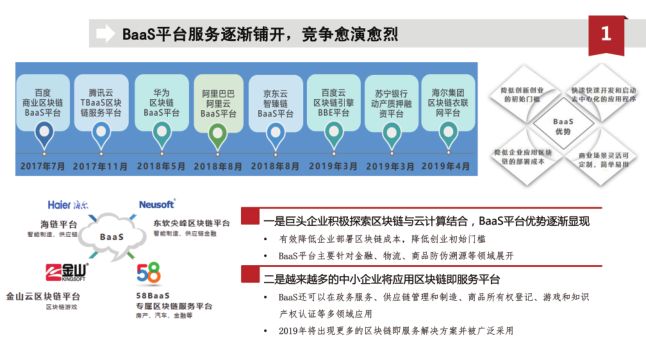 BaaS平台服务逐渐铺开，竞争愈演愈烈
1
百度
商业区块链
BaaS平台
2017年7月
腾讯云
TBaaS区块
链服务平台
2017年11月
华为
区块链
BaaS平台
2018年5月
阿里巴巴
阿里云
BaaS平台
2018年8月
京东云
智臻链
BaaS平台
2018年8月
百度云
区块链引擎
BBE平台
2019年3月
苏宁银行
动产质押融
资平台
2019年3月
海尔集团
区块链衣联
网平台
2019年4月
降低创新创业
的初始门槛
快速快速开发和启动
去中心化的应用程序
BaaS
优势
降低企业应用区块
链的部署成本
商业场景灵活可
定制，简单易用
Haier 海尔
海链平台
智能制造、供应链
Neusoft
东软尖峰区块链平台
智能制造、供应链金融
BaaS
金山
KINGSOFT
金山云区块链平台
区块链游戏
58
58BaaS
专属区块链服务平台
房产、汽车、金融等
一是巨头企业积极探索区块链与云计算结合，BaaS平台优势逐渐显现
• 有效降低企业部署区块链成本，降低创业初始门槛
• BaaS平台主要针对金融、物流、商品防伪溯源等领域展开
二是越来越多的中小企业将应用区块链即服务平台
• BaaS还可以在政务服务、供应链管理和制造、商品所有权登记、游戏和知识
产权认证等多领域应用
• 2019年将出现更多的区块链即服务解决方案并被广泛采用